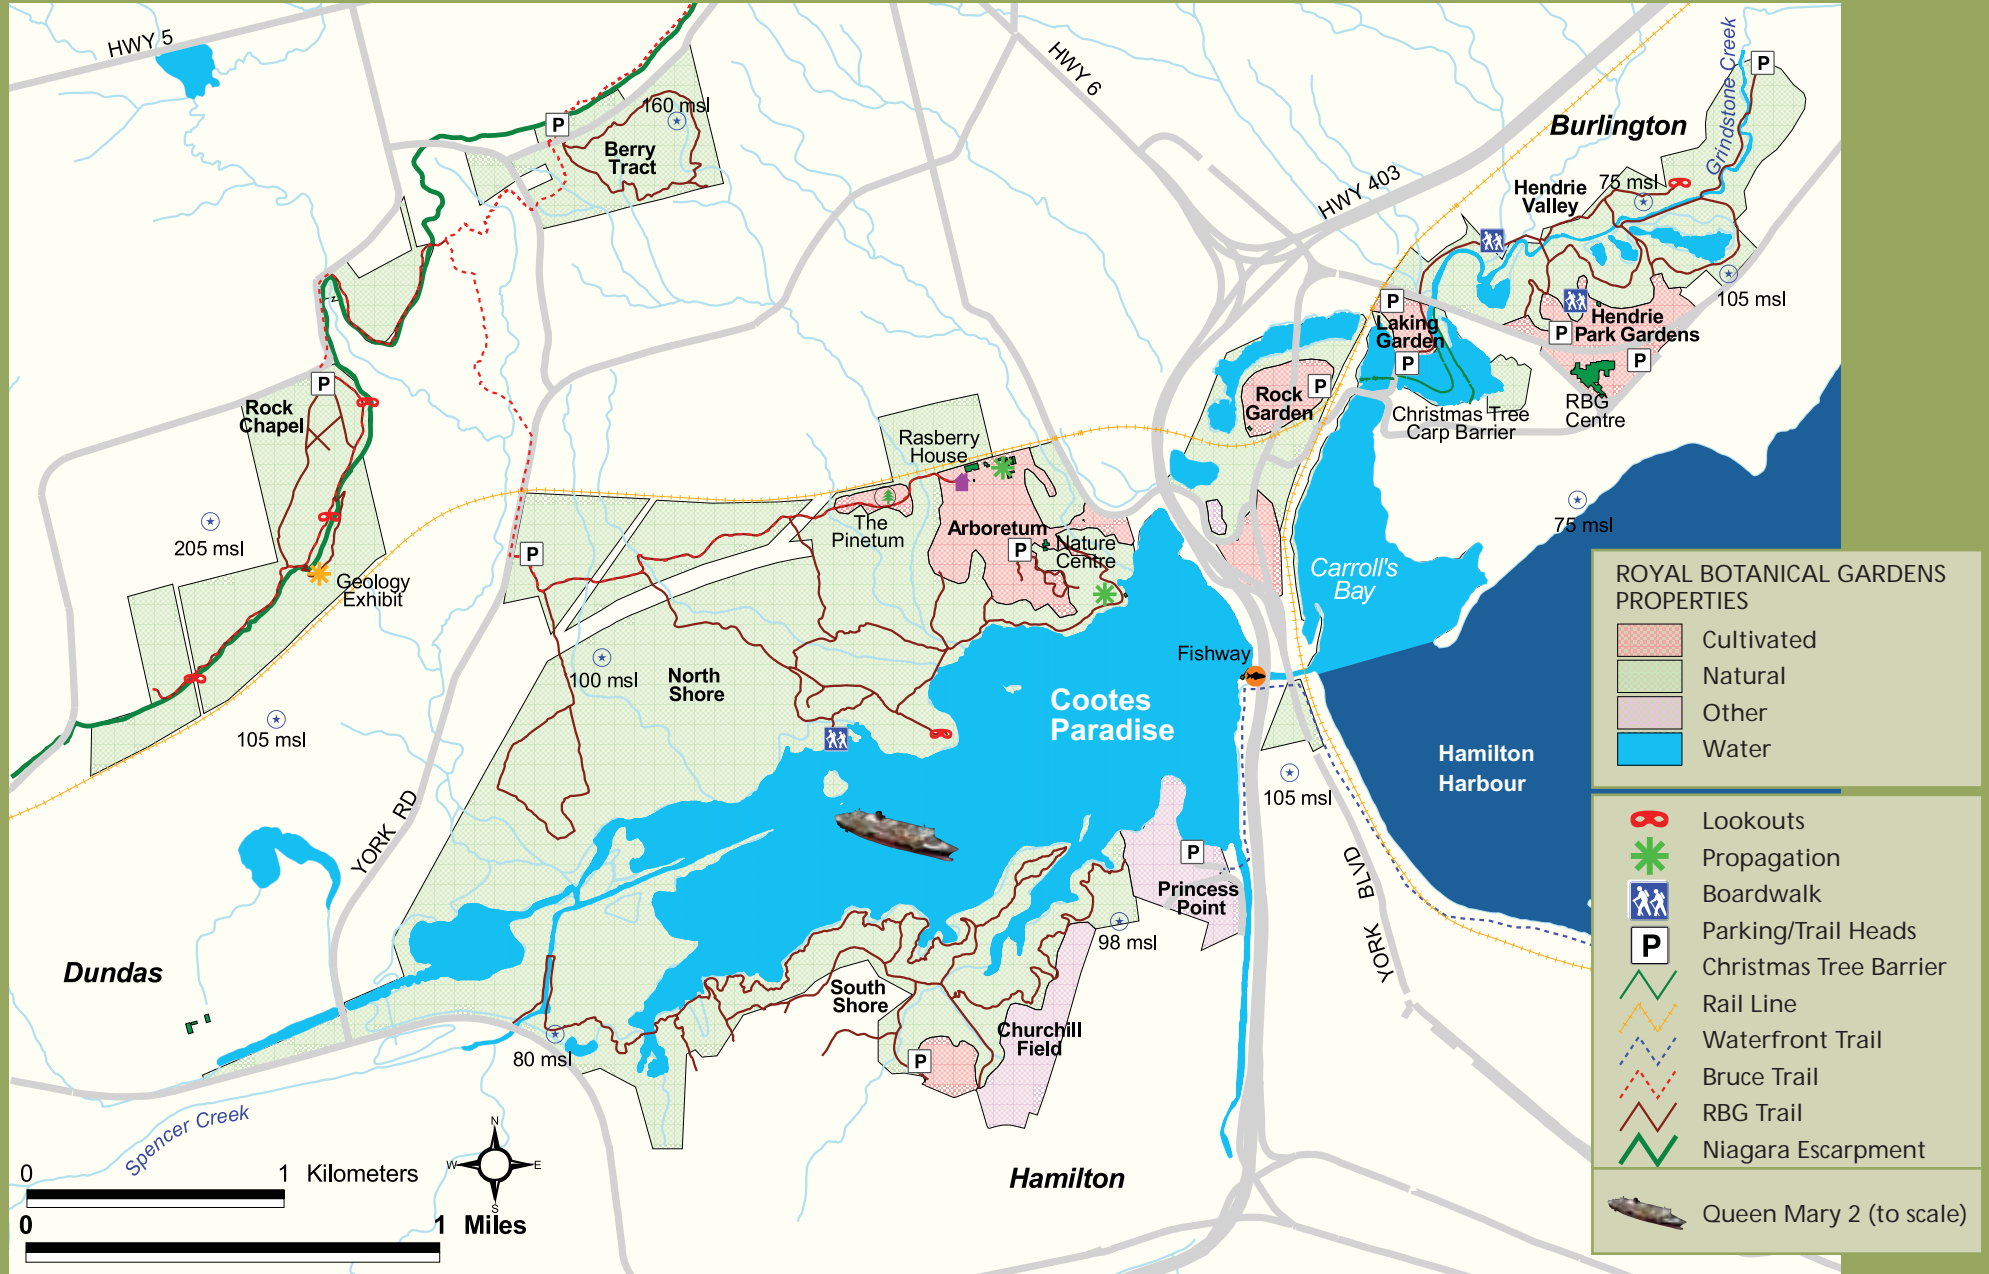 HWY 5
HWY 6
HWY 403
Grindstone Creek
P
Burlington
160 msl
P
Berry
Tract
Hendrie
Valley
75 msl
105 msl
P
Laking
Garden
P
Hendrie
Park Gardens
P
P
RBG
Centre
P
Rock
Garden
Christmas Tree
Carp Barrier
P
Rock
Chapel
Rasberry
House
The
Pinetum
Arboretum
P
Nature
Centre
P
205 msl
Geology
Exhibit
75 msl
Carroll's
Bay
Fishway
100 msl
North
Shore
Cootes
Paradise
105 msl
105 msl
Hamilton
Harbour
YORK RD
YORK BLVD
P
Princess
Point
98 msl
Dundas
South
Shore
Churchill
Field
P
80 msl
Spencer Creek
Hamilton
N
W
E
S
0
1
Kilometers
0
1
Miles
ROYAL BOTANICAL GARDENS
PROPERTIES
Cultivated
Natural
Other
Water
Lookouts
Propagation
Boardwalk
P
Parking/Trail Heads
Christmas Tree Barrier
Rail Line
Waterfront Trail
Bruce Trail
RBG Trail
Niagara Escarpment
Queen Mary 2 (to scale)